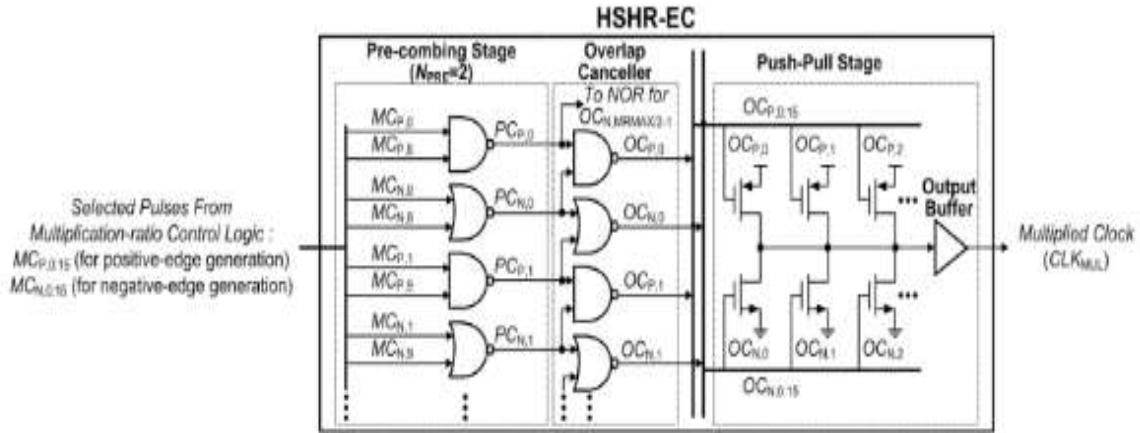 HSHR-EC
Pre-combing Stage
(NPRE=2)
Overlap
Canceller
Push-Pull Stage
To NOR for
OCN,MRMAX/2-1
MCP,0
MCP,8
PCP,0
OCP,0
MCN,0
MCN,8
PCN,0
OCN,0
MCP,1
MCP,9
PCP,1
OCP,1
MCN,1
MCN,9
PCN,1
OCN,1
OCP,0:15
OCP,0
OCP,1
OCP,2
Output
Buffer
OCN,0
OCN,1
OCN,2
OCN,0:15
Selected Pulses From
Multiplication-ratio Control Logic :
MCP,0:15 (for positive-edge generation)
MCN,0:15 (for negative-edge generation)
Multiplied Clock
(CLKMUL)